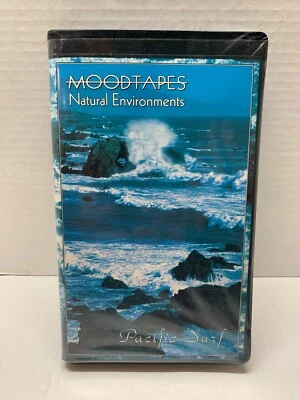 MOODTAPES
Natural Environments
Pacific Surf